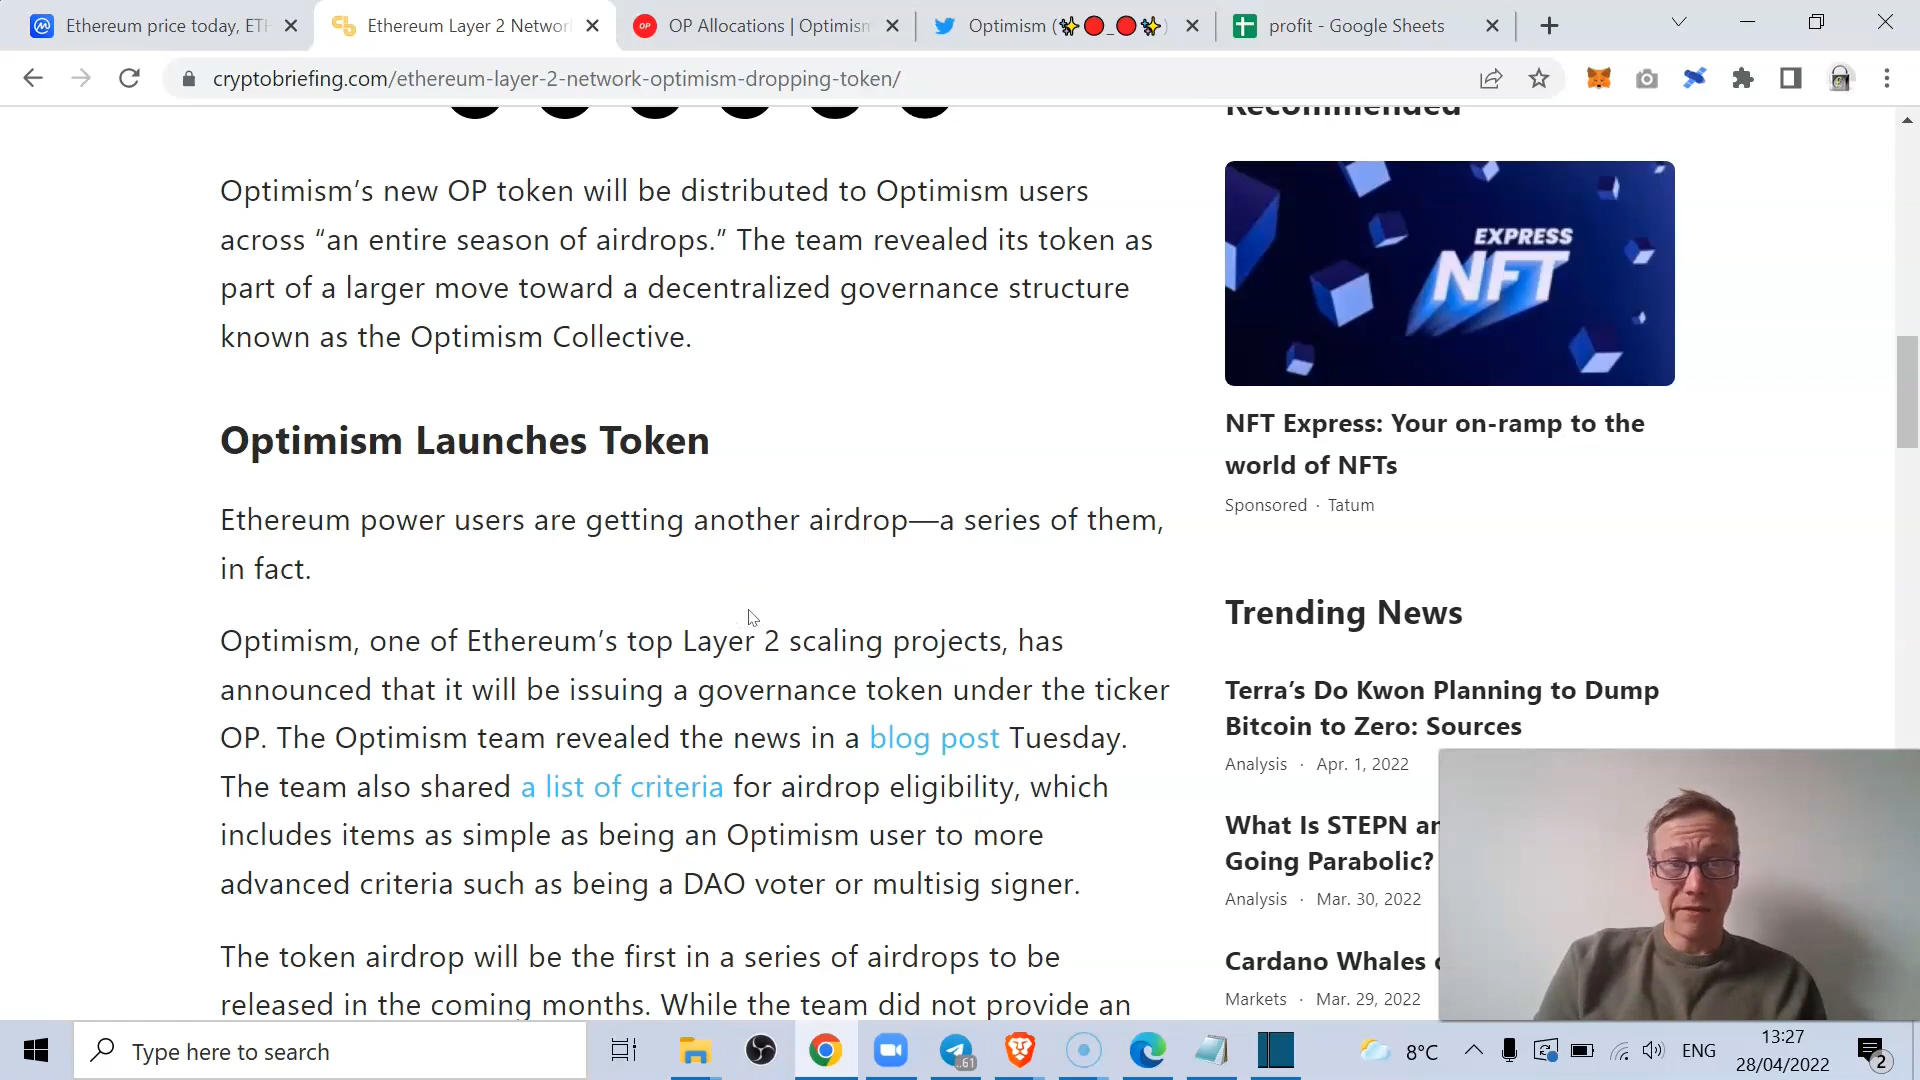 Ethereum price today, ETH
Ethereum Layer 2 Networ
OP Allocations | Optimism
Optimism (✨🔴_🔴✨)
profit - Google Sheets
cryptobriefing.com/ethereum-layer-2-network-optimism-dropping-token/
Optimism’s new OP token will be distributed to Optimism users
across “an entire season of airdrops.” The team revealed its token as
part of a larger move toward a decentralized governance structure
known as the Optimism Collective.
Optimism Launches Token
Ethereum power users are getting another airdrop—a series of them,
in fact.
Optimism, one of Ethereum’s top Layer 2 scaling projects, has
announced that it will be issuing a governance token under the ticker
OP. The Optimism team revealed the news in a blog post Tuesday.
The team also shared a list of criteria for airdrop eligibility, which
includes items as simple as being an Optimism user to more
advanced criteria such as being a DAO voter or multisig signer.
The token airdrop will be the first in a series of airdrops to be
released in the coming months. While the team did not provide an
Recommended
EXPRESS
NFT
NFT Express: Your on-ramp to the
world of NFTs
Sponsored · Tatum
Trending News
Terra’s Do Kwon Planning to Dump
Bitcoin to Zero: Sources
Analysis · Apr. 1, 2022
What Is STEPN an
Going Parabolic?
Analysis · Mar. 30, 2022
Cardano Whales
Markets · Mar. 29, 2022
Type here to search
61
8°C
ENG
13:27
28/04/2022
2